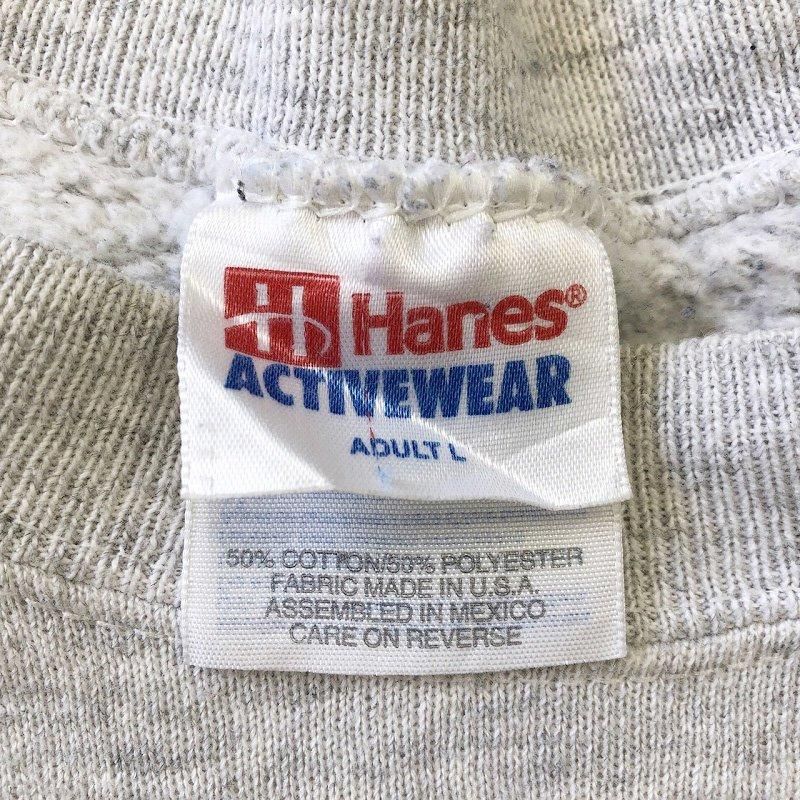 H Hanes®
ACTIVEWEAR
ADULT L
50% COTTON/50% POLYESTER
FABRIC MADE IN U.S.A.
ASSEMBLED IN MEXICO
CARE ON REVERSE